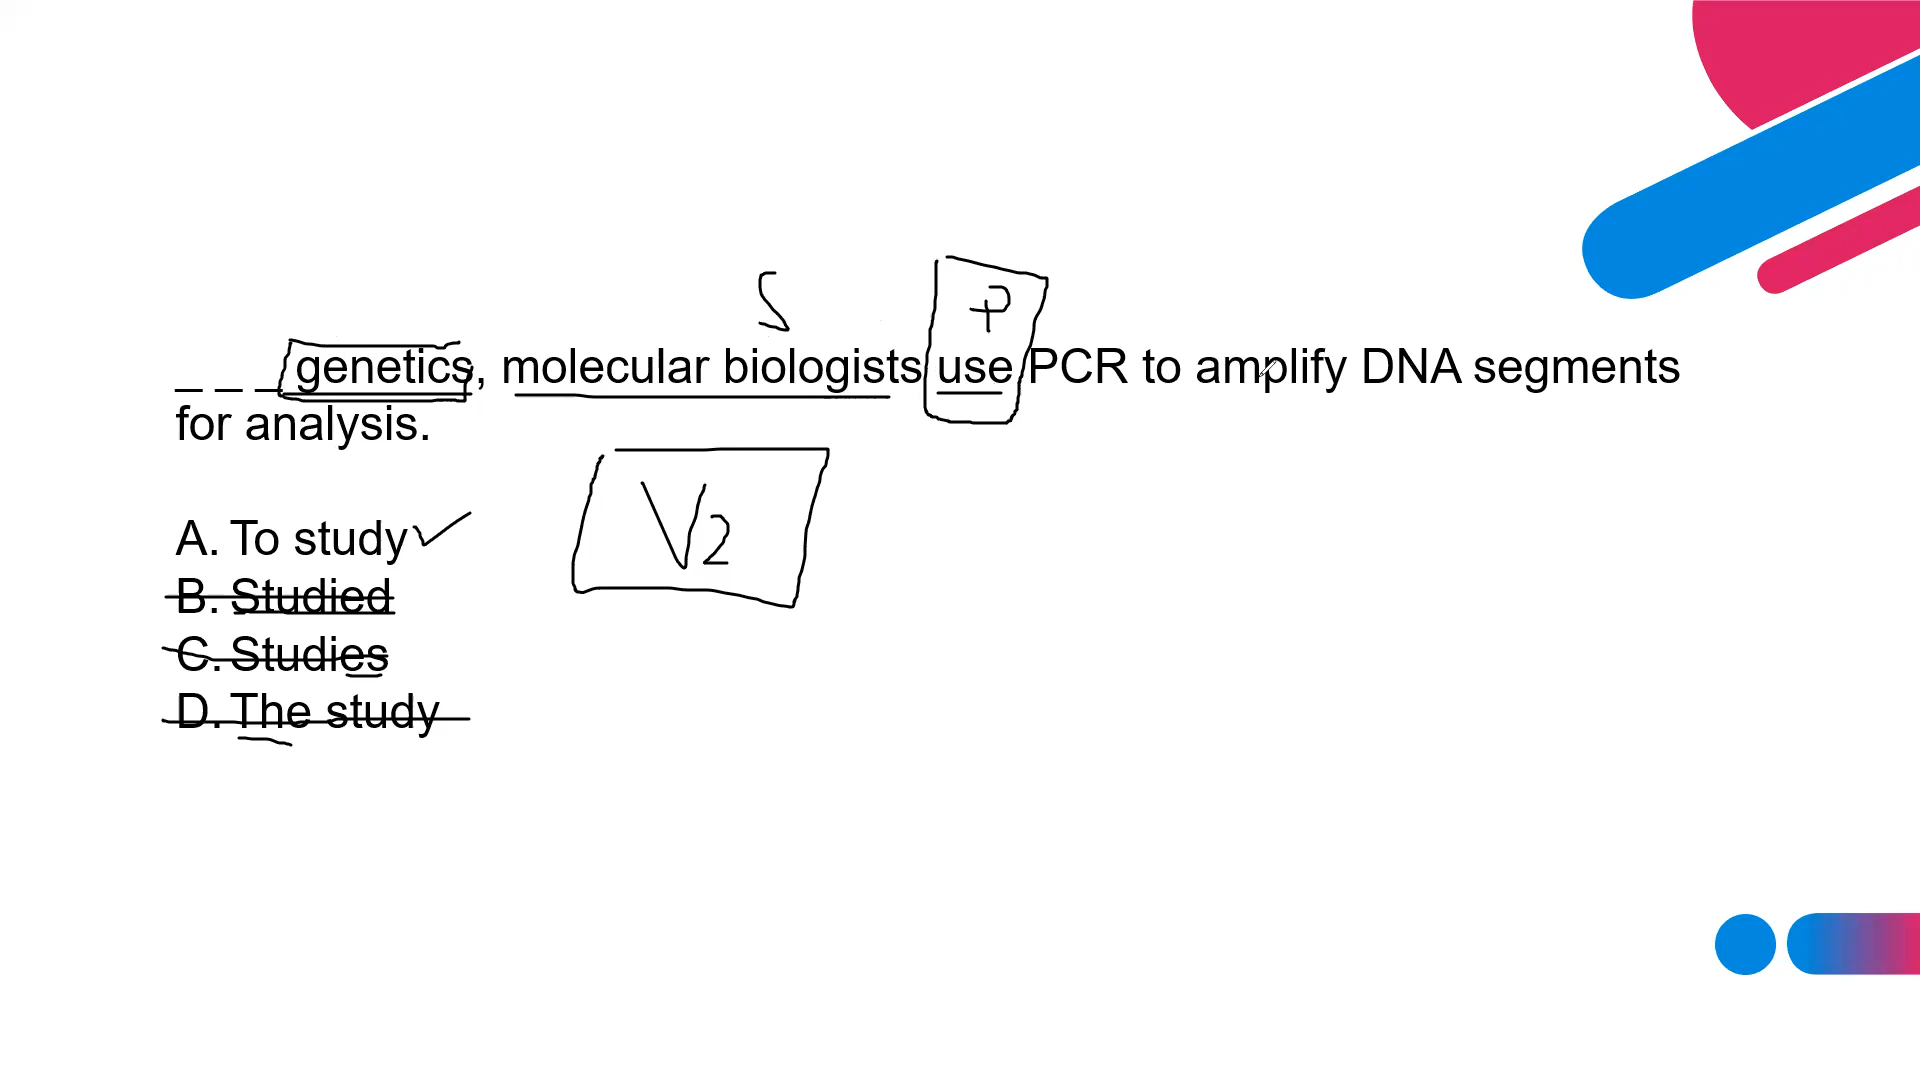 S P
_ _ _ genetics, molecular biologists use PCR to amplify DNA segments
for analysis.
V2
A. To study
B. Studied
C. Studies
D. The study